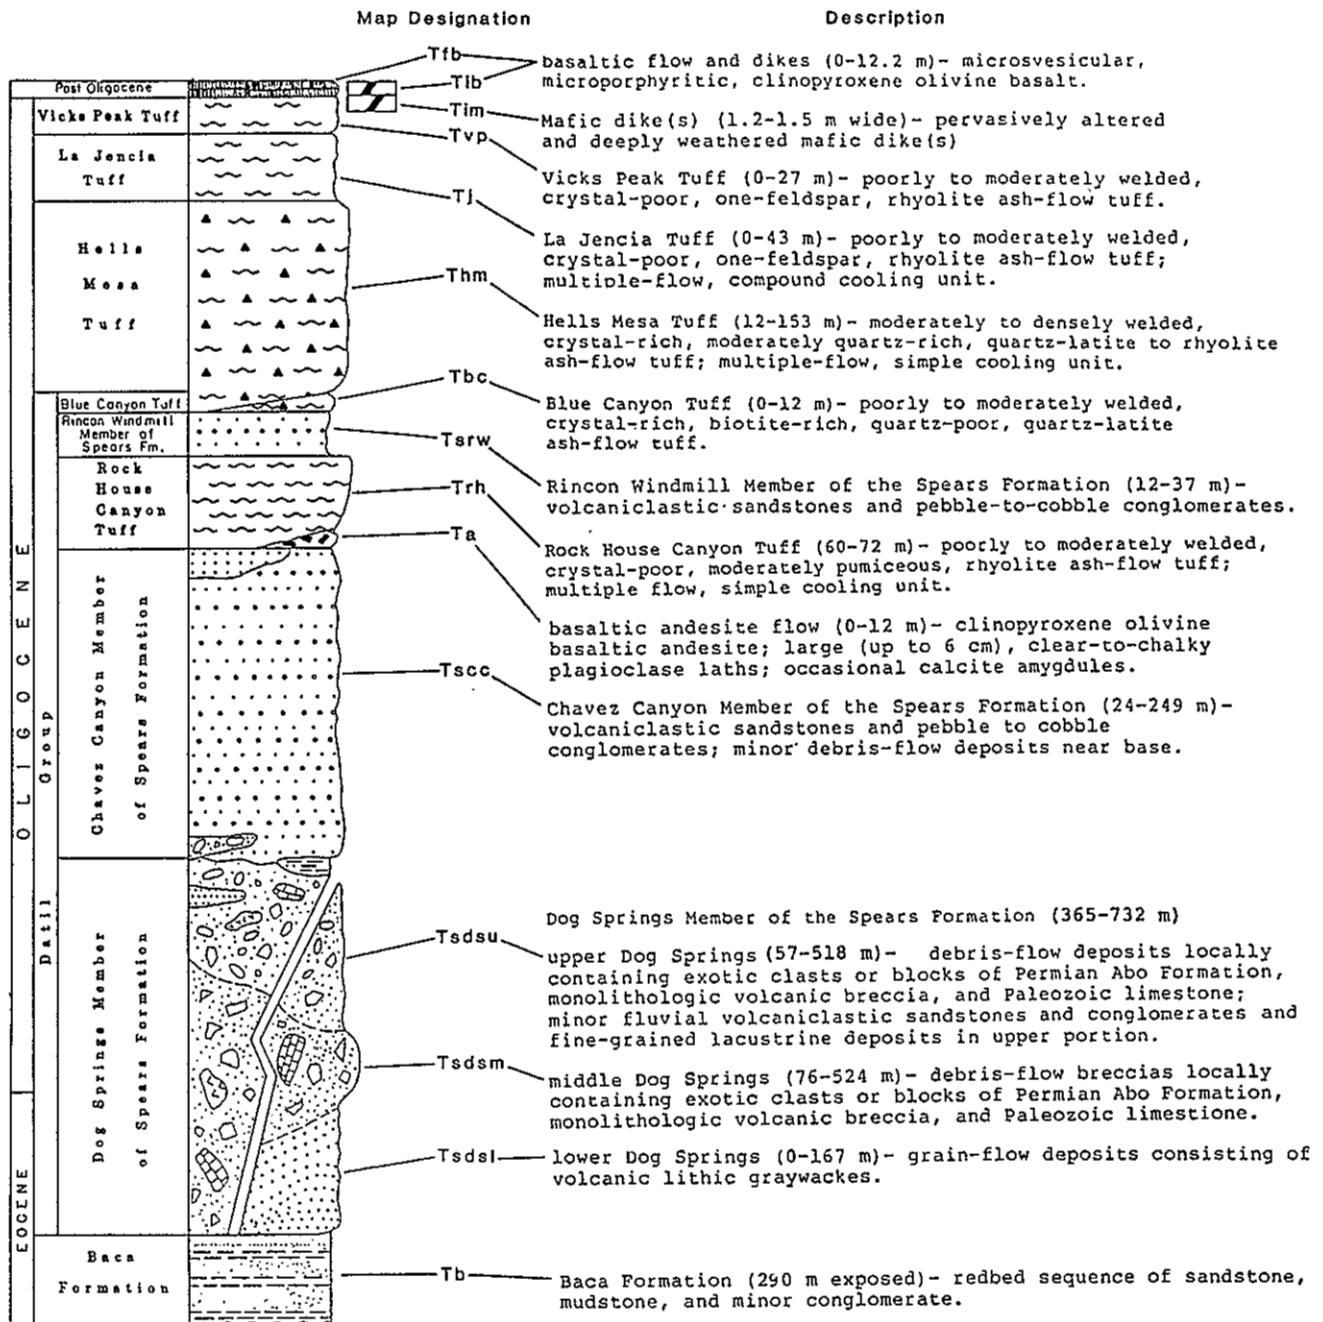 Map Designation
Description
Tfb
Tib
Tim
Tvp
Tj
Thm
Tbc
Tsrw
Trh
Ta
Tscc
Tsdsu
Tsdsm
Tsdsl
Tb
basaltic flow and dikes (0-12.2 m)- microsvesicular,
microporphyritic, clinopyroxene olivine basalt.
Mafic dike(s) (1.2-1.5 m wide)- pervasively altered
and deeply weathered mafic dike(s)
Vicks Peak Tuff (0-27 m)- poorly to moderately welded,
crystal-poor, one-feldspar, rhyolite ash-flow tuff.
La Jencia Tuff (0-43 m)- poorly to moderately welded,
crystal-poor, one-feldspar, rhyolite ash-flow tuff;
multiple-flow, compound cooling unit.
Hells Mesa Tuff (12-153 m)- moderately to densely welded,
crystal-rich, moderately quartz-rich, quartz-latite to rhyolite
ash-flow tuff; multiple-flow, simple cooling unit.
Blue Canyon Tuff (0-12 m)- poorly to moderately welded,
crystal-rich, biotite-rich, quartz-poor, quartz-latite
ash-flow tuff.
Rincon Windmill Member of the Spears Formation (12-37 m)-
volcaniclastic sandstones and pebble-to-cobble conglomerates.
Rock House Canyon Tuff (60-72 m)- poorly to moderately welded,
crystal-poor, moderately pumiceous, rhyolite ash-flow tuff;
multiple flow, simple cooling unit.
basaltic andesite flow (0-12 m)- clinopyroxene olivine
basaltic andesite; large (up to 6 cm), clear-to-chalky
plagioclase laths; occasional calcite amygdules.
Chavez Canyon Member of the Spears Formation (24-249 m)-
volcaniclastic sandstones and pebble to cobble
conglomerates; minor debris-flow deposits near base.
Dog Springs Member of the Spears Formation (365-732 m)
upper Dog Springs (57-518 m)- debris-flow deposits locally
containing exotic clasts or blocks of Permian Abo Formation,
monolithologic volcanic breccia, and Paleozoic limestone;
minor fluvial volcaniclastic sandstones and conglomerates and
fine-grained lacustrine deposits in upper portion.
middle Dog Springs (76-524 m)- debris-flow breccias locally
containing exotic clasts or blocks of Permian Abo Formation,
monolithologic volcanic breccia, and Paleozoic limestione.
lower Dog Springs (0-167 m)- grain-flow deposits consisting of
volcanic lithic graywackes.
Baca Formation (290 m exposed)- redbed sequence of sandstone,
mudstone, and minor conglomerate.
Post Oligocene
Vicks Peak Tuff
La Jencia
Tuff
Hells
Mesa
Tuff
Blue Canyon Tuff
Rincon Windmill
Member of
Spears Fm.
Rock
House
Canyon
Tuff
Chavez Canyon Member
of Spears Formation
Dog Springs Member
of Spears Formation
Baca
Formation
OLIGOCENE
EOCENE
Datil Group